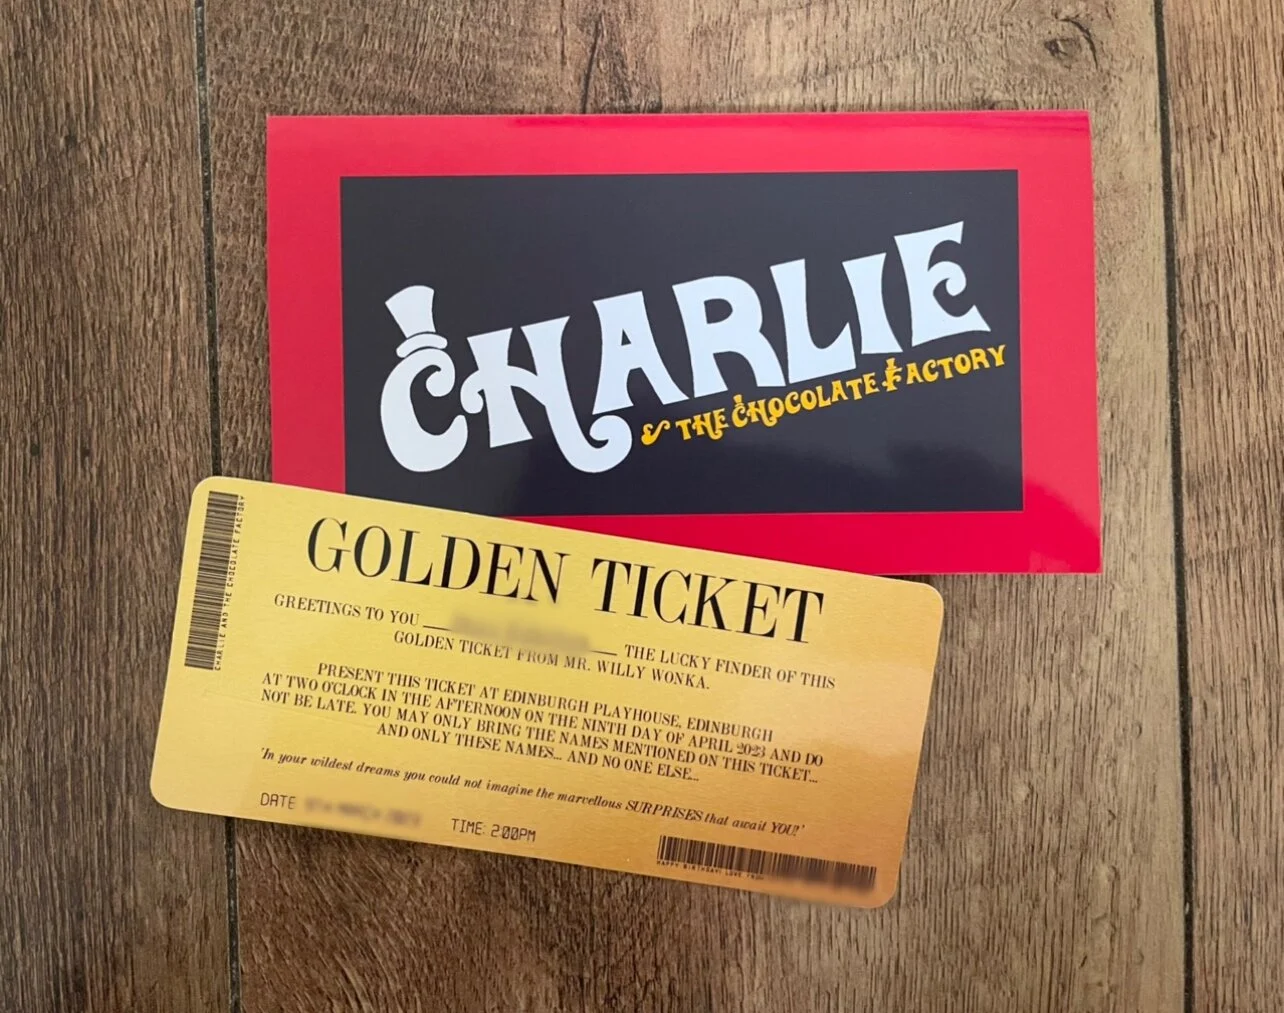 CHARLIE
& THE CHOCOLATE FACTORY
GOLDEN TICKET
GREETINGS TO YOU THE LUCKY FINDER OF THIS
GOLDEN TICKET FROM MR. WILLY WONKA.
PRESENT THIS TICKET AT EDINBURGH PLAYHOUSE, EDINBURGH
AT TWO O'CLOCK IN THE AFTERNOON ON THE NINTH DAY OF APRIL 2023 AND DO
NOT BE LATE. YOU MAY ONLY BRING THE NAMES MENTIONED ON THIS TICKET...
AND ONLY THESE NAMES... AND NO ONE ELSE...
'In your wildest dreams you could not imagine the marvellous SURPRISES that await YOU!'
DATE
TIME: 2:00PM
HAPPY BIRTHDAY! LOVE FROM
CHARLIE AND THE CHOCOLATE FACTORY